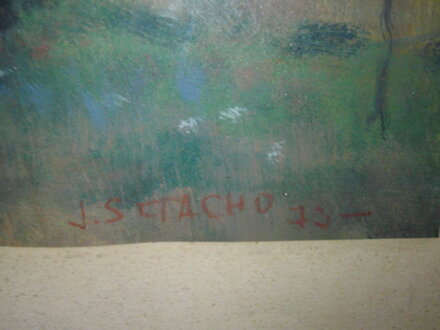 J. STACHO 73-